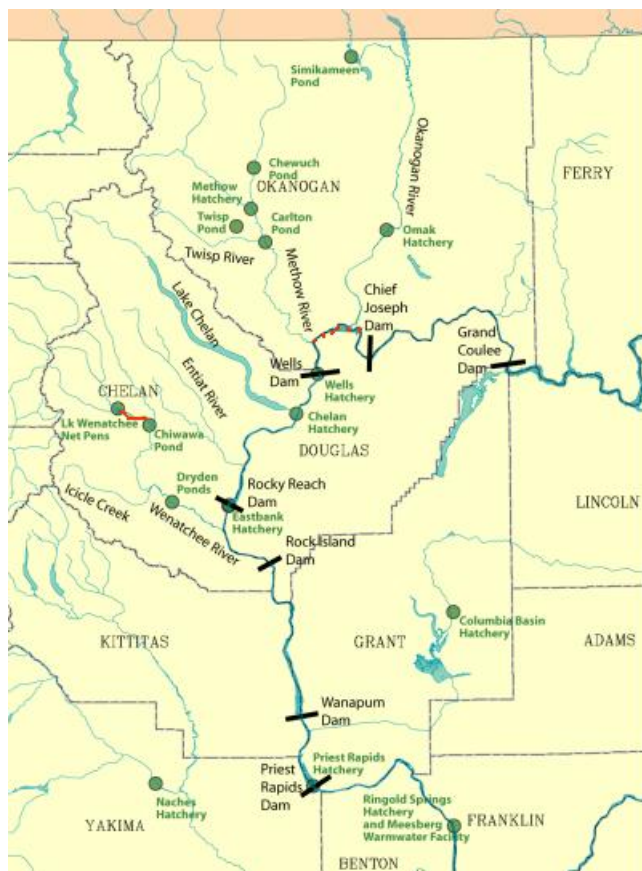 Similkameen
Pond
Okanogan River
FERRY
Chewuch
Pond
OKANOGAN
Methow
Hatchery
Twisp
Pond
Carlton
Pond
Omak
Hatchery
Twisp River
Methow River
Lake Chelan
Chief
Joseph
Dam
Grand
Coulee
Dam
Wells
Dam
Wells
Hatchery
Entiat River
CHELAN
Lk Wenatchee
Net Pens
Chiwawa
Pond
Chelan
Hatchery
DOUGLAS
Dryden
Ponds
Rocky Reach
Dam
Icicle Creek
Wenatchee River
Eastbank
Hatchery
LINCOLN
Rock Island
Dam
KITTITAS
GRANT
Columbia Basin
Hatchery
ADAMS
Wanapum
Dam
Priest
Rapids
Dam
Priest Rapids
Hatchery
Naches
Hatchery
YAKIMA
Ringold Springs
Hatchery
and Meesberg
Warmwater Facility
FRANKLIN
BENTON